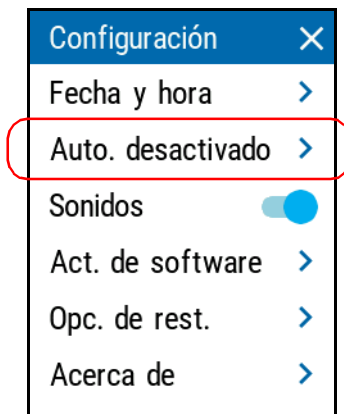 Configuración
Fecha y hora
Auto. desactivado
Sonidos
Act. de software
Opc. de rest.
Acerca de